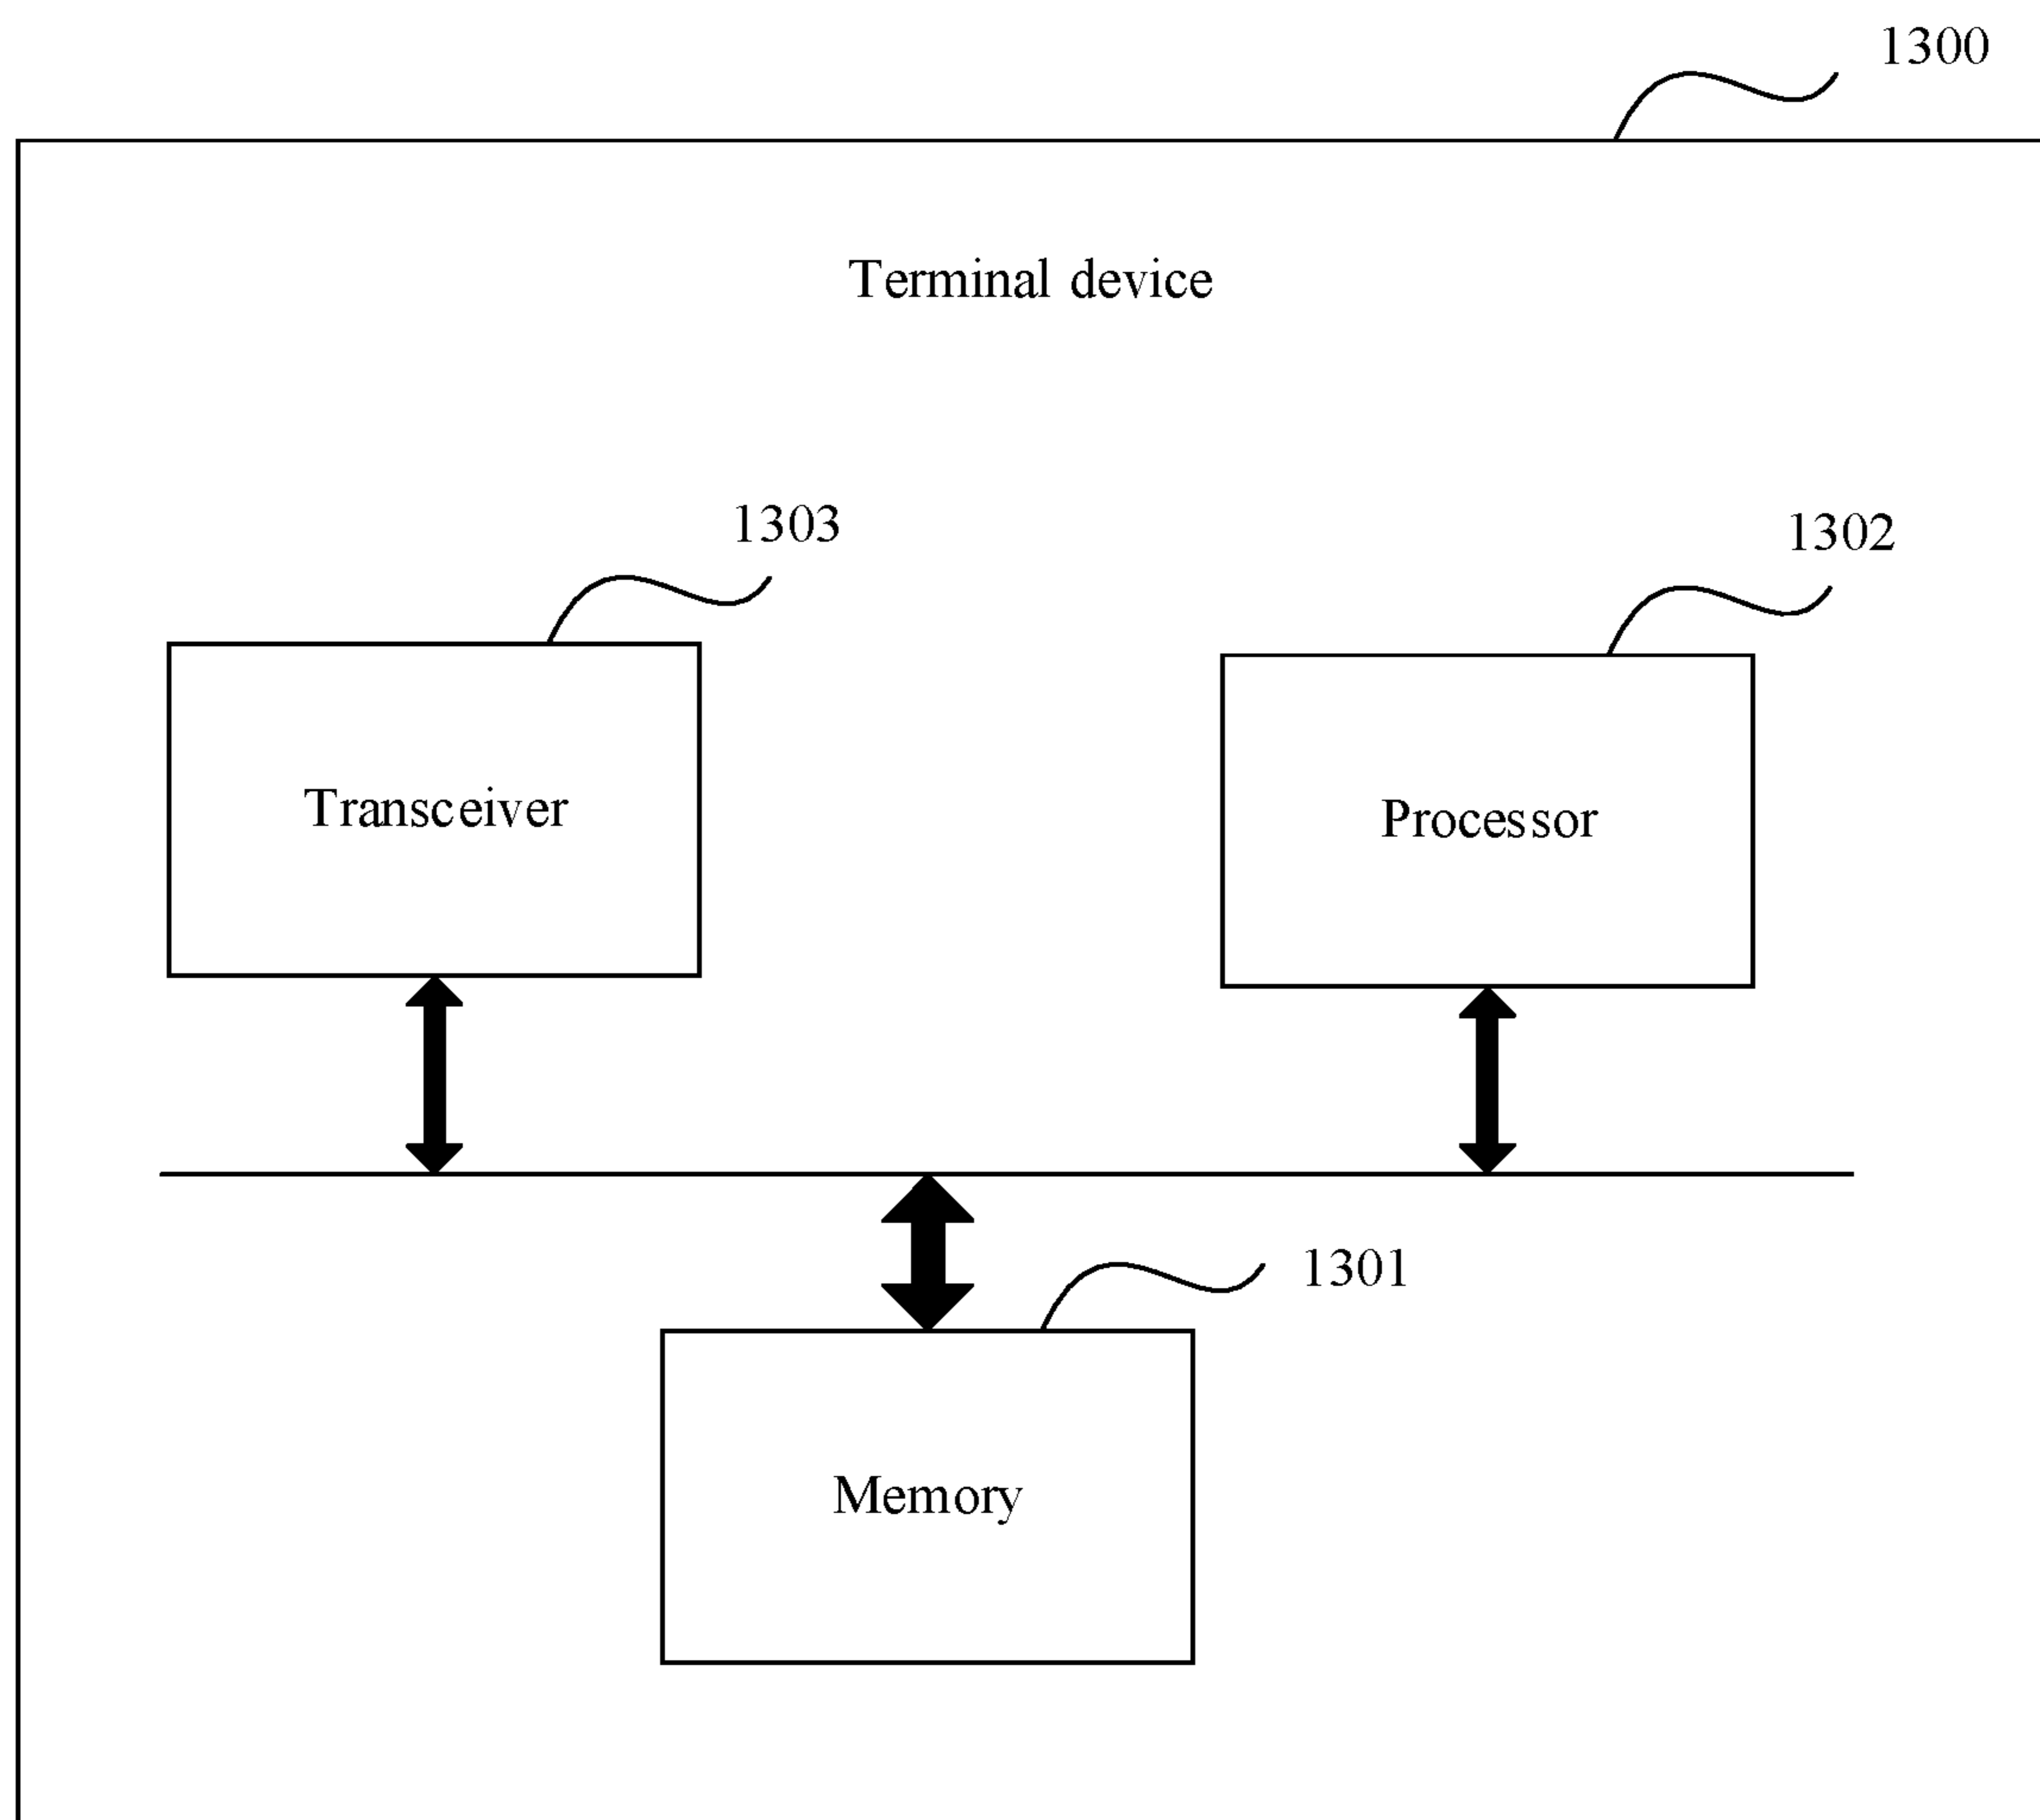 1300
Terminal device
1303
1302
Transceiver
Processor
1301
Memory